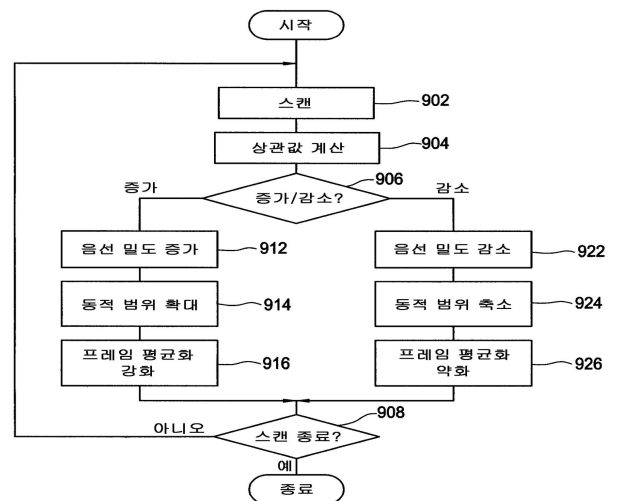 시작
스캔
902
상관값 계산
904
증가/감소?
906
증가
감소
음선 밀도 증가
912
음선 밀도 감소
922
동적 범위 확대
914
동적 범위 축소
924
프레임 평균화
강화
916
프레임 평균화
약화
926
스캔 종료?
908
아니오
예
종료